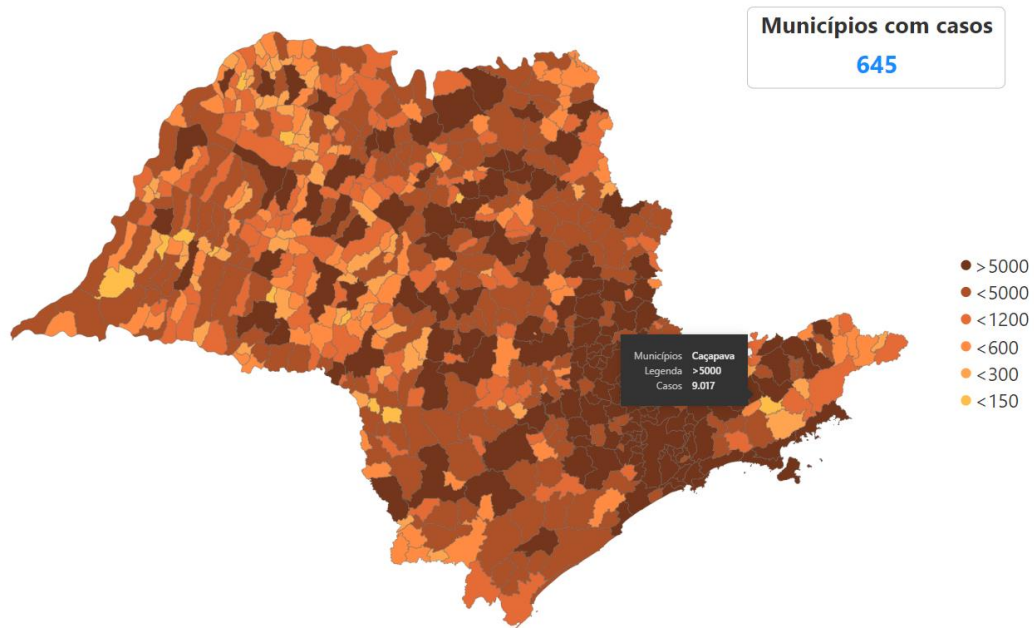 Municípios com casos
645
Municípios Caçapava
Legenda >5000
Casos 9.017
>5000
<5000
<1200
<600
<300
<150